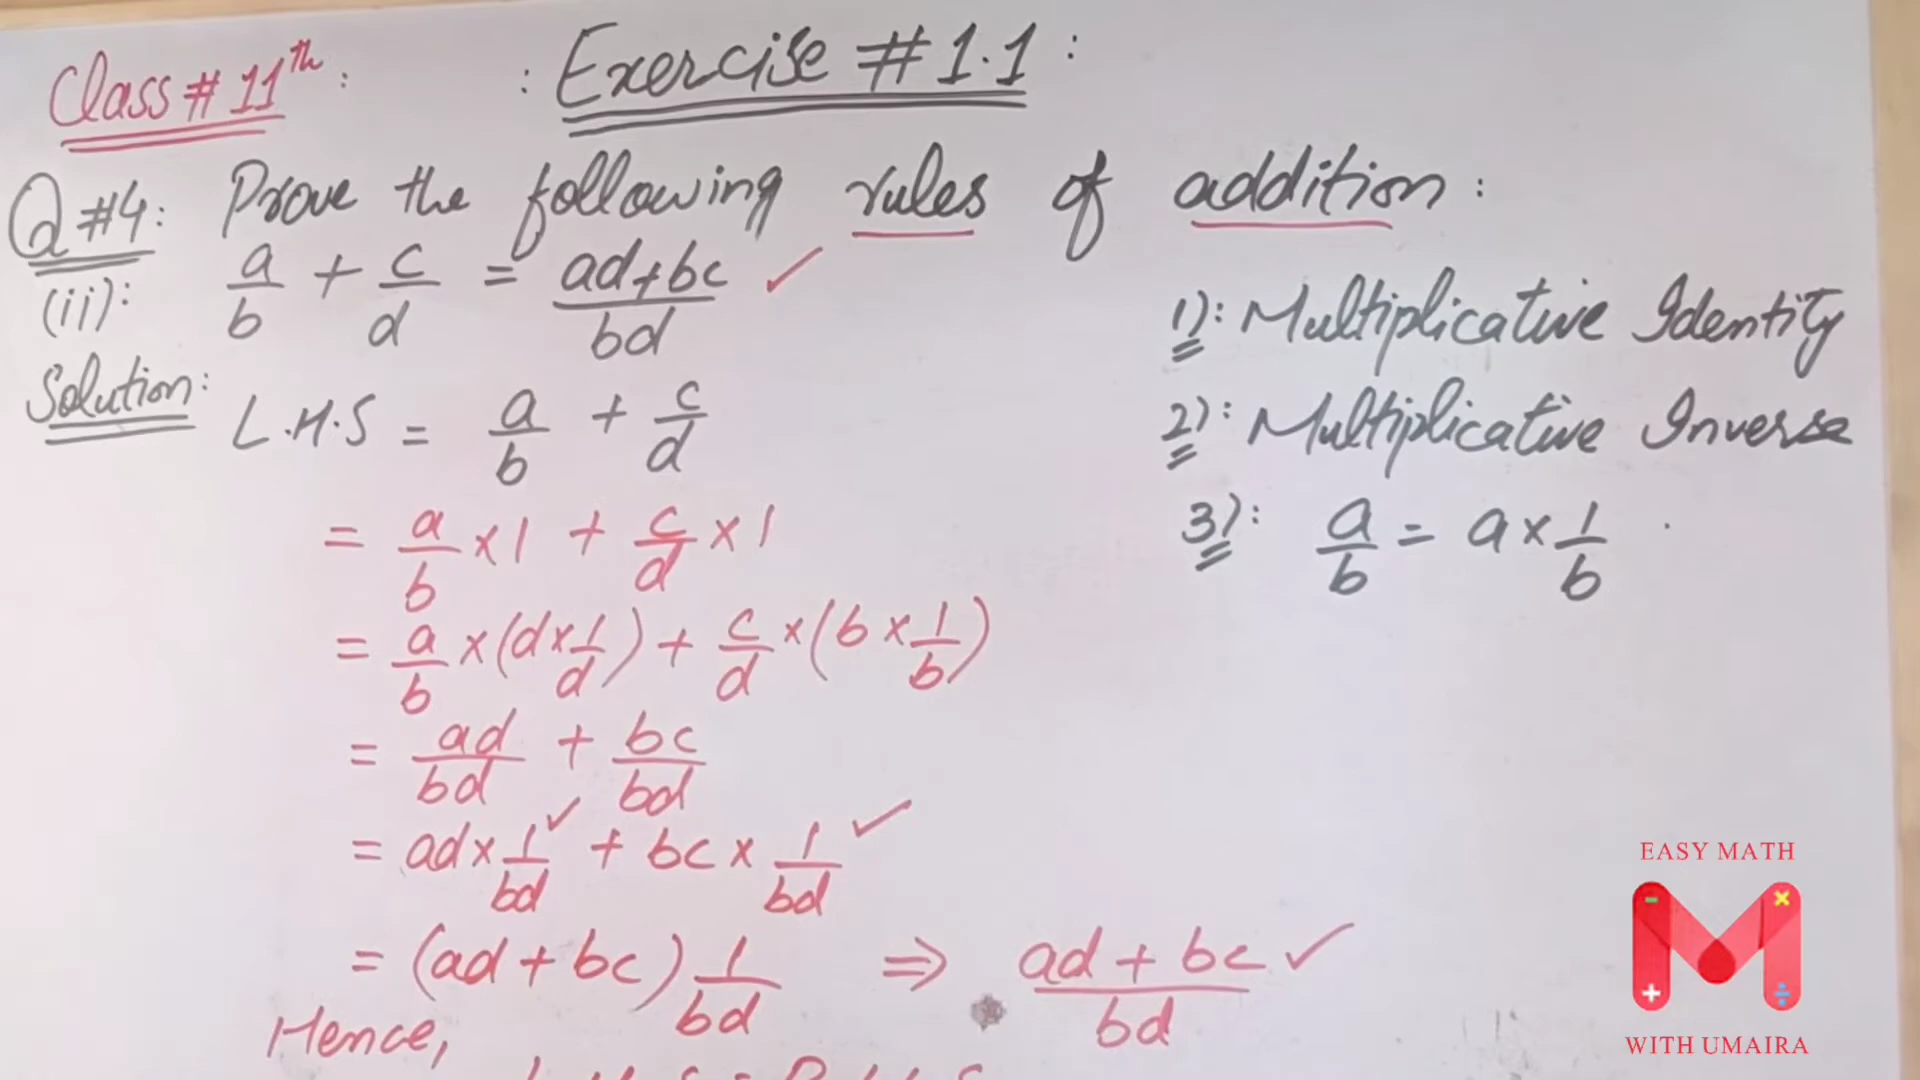 Class # 11th :
: Exercise # 1.1 :
Q #4: Prove the following rules of addition :
(ii): a/b + c/d = ad+bc/bd ✓
Solution: L.H.S = a/b + c/d
= a/b × 1 + c/d × 1
= a/b × (d × 1/d) + c/d × (b × 1/b)
= ad/bd + bc/bd
= ad × 1/bd ✓ + bc × 1/bd ✓
= (ad + bc) 1/bd ⇒ ad + bc/bd ✓
Hence,
1): Multiplicative Identity
2): Multiplicative Inverse
3): a/b = a × 1/b
EASY MATH
WITH UMAIRA